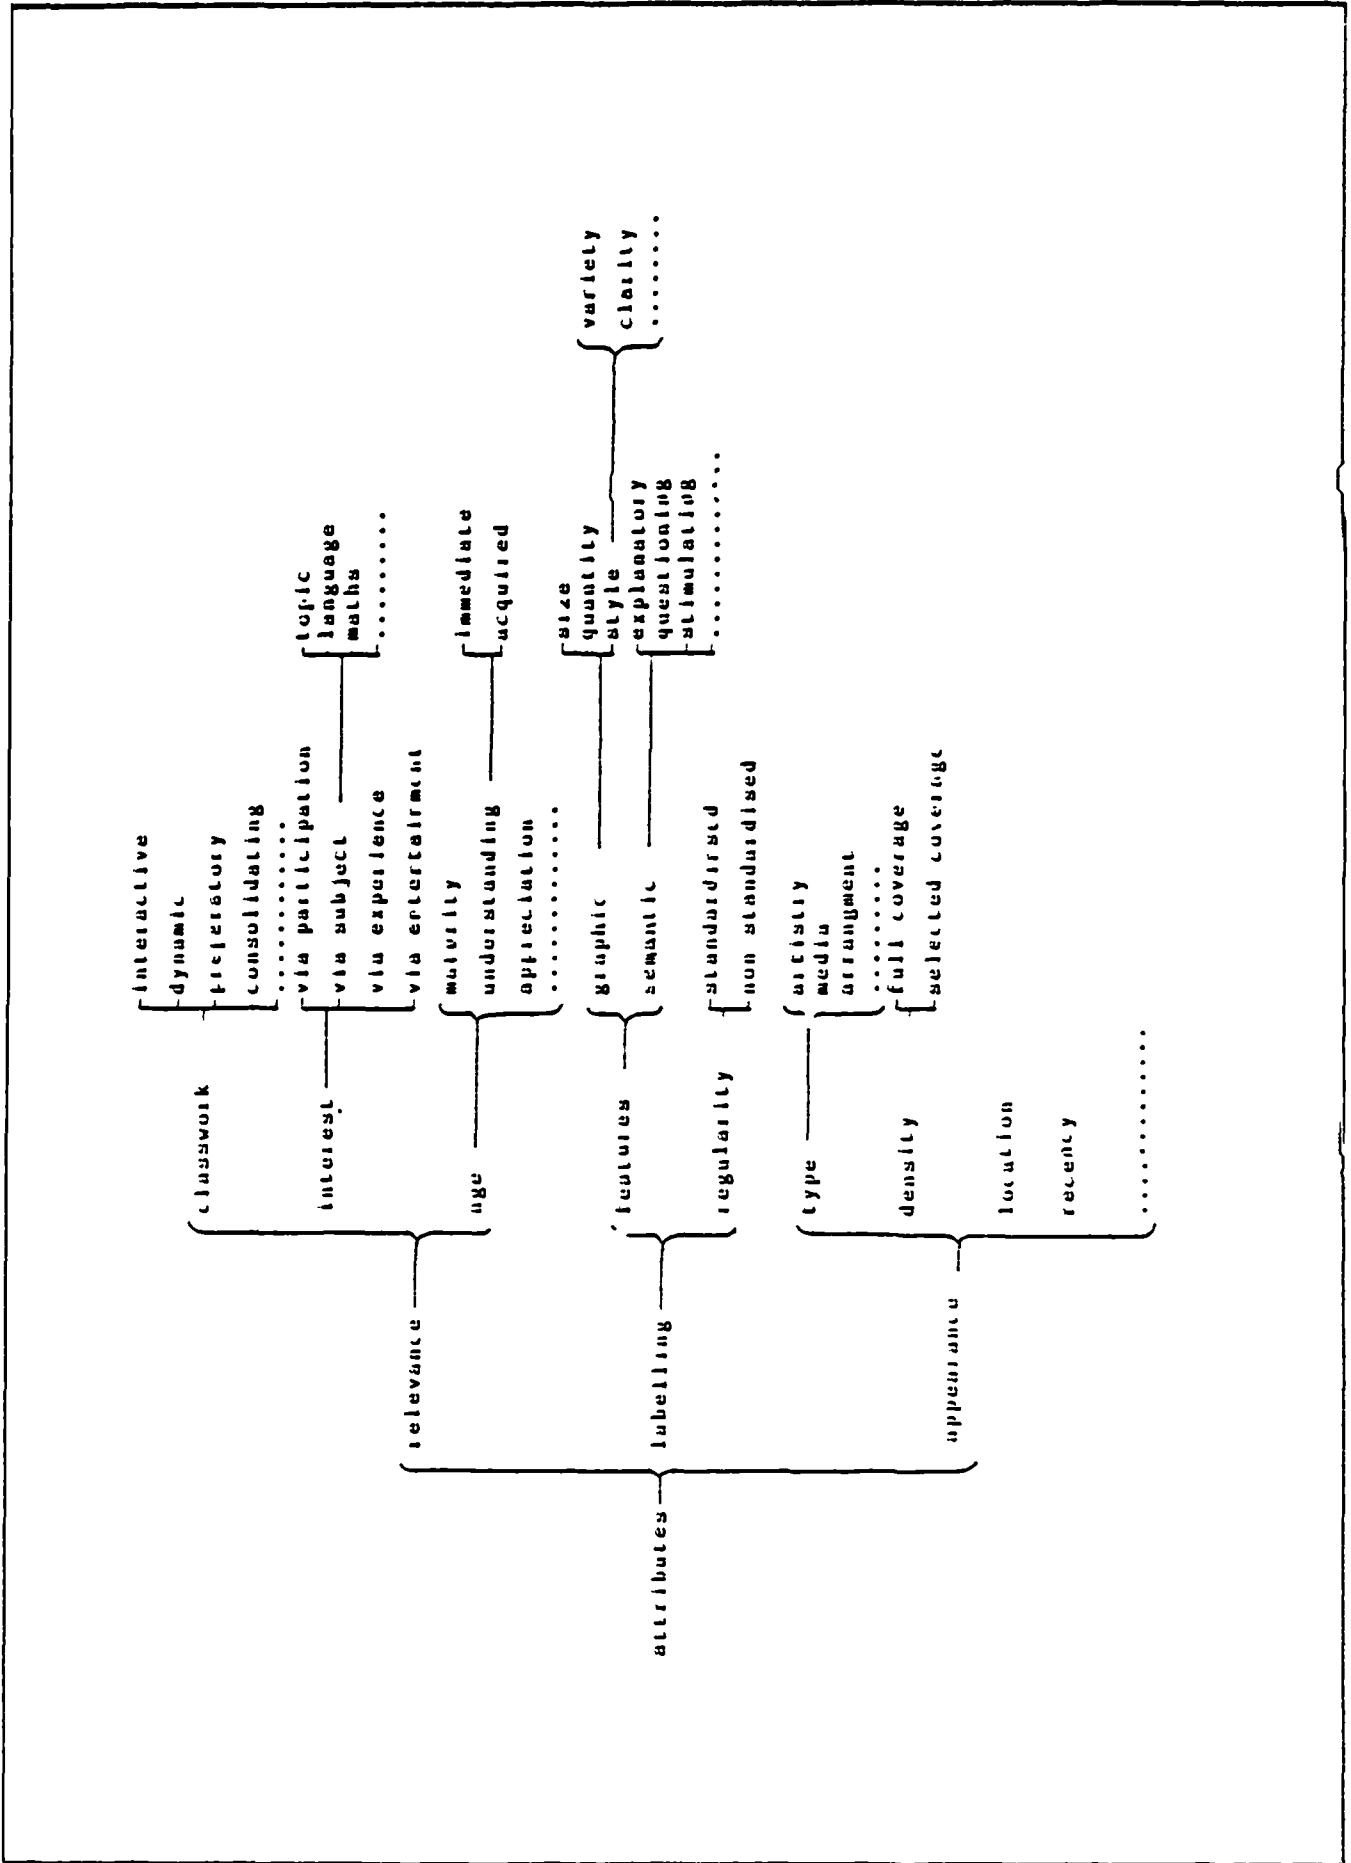 interactive
dynamic
preparatory
consolidating
..........
classwork
via participation
via subject
via experience
via entertainment
interest
topic
language
maths
.........
relevance
maturity
understanding
appreciation
...........
age
immediate
acquired
graphic
semantic
features
size
quantity
style
variety
clarity
........
explanatory
questioning
stimulating
............
attributes
labelling
standardised
non standardised
regularity
artistry
media
arrangment
........
type
full coverage
selected coverage
density
appearance
location
recency
............